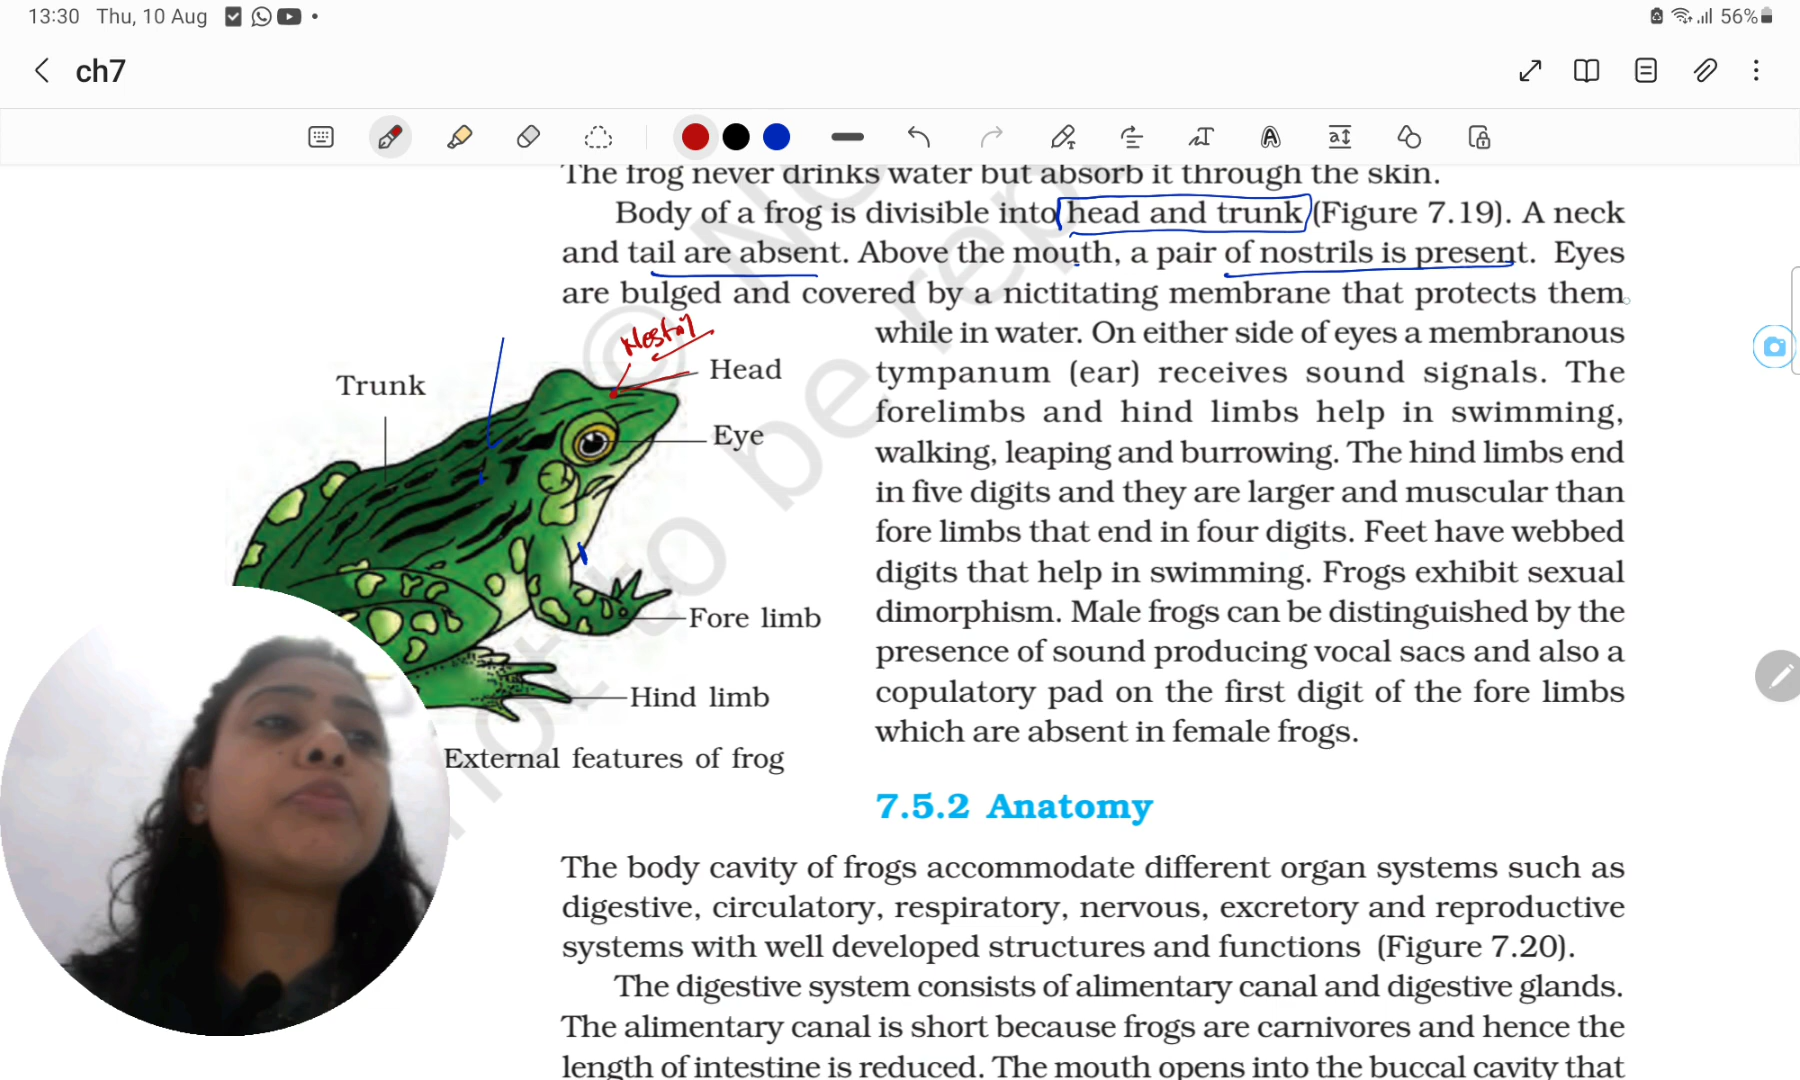 13:30 Thu, 10 Aug
56%
ch7
The frog never drinks water but absorb it through the skin.
Body of a frog is divisible into head and trunk (Figure 7.19). A neck
and tail are absent. Above the mouth, a pair of nostrils is present. Eyes
are bulged and covered by a nictitating membrane that protects them
while in water. On either side of eyes a membranous
tympanum (ear) receives sound signals. The
forelimbs and hind limbs help in swimming,
walking, leaping and burrowing. The hind limbs end
in five digits and they are larger and muscular than
fore limbs that end in four digits. Feet have webbed
digits that help in swimming. Frogs exhibit sexual
dimorphism. Male frogs can be distinguished by the
presence of sound producing vocal sacs and also a
copulatory pad on the first digit of the fore limbs
which are absent in female frogs.
Trunk
Head
Eye
Fore limb
Hind limb
External features of frog
7.5.2 Anatomy
The body cavity of frogs accommodate different organ systems such as
digestive, circulatory, respiratory, nervous, excretory and reproductive
systems with well developed structures and functions (Figure 7.20).
The digestive system consists of alimentary canal and digestive glands.
The alimentary canal is short because frogs are carnivores and hence the
length of intestine is reduced. The mouth opens into the buccal cavity that